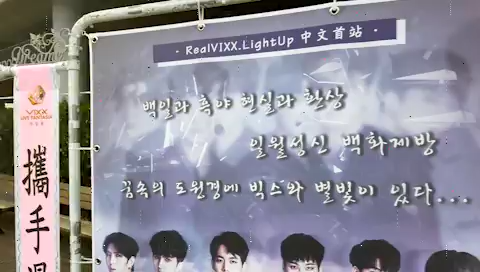 · RealVIXX.LightUp 中文首站 ·
백일과 흑야 현실과 환상
일월성신 백화제방
꿈속의 도원경에 빅스와 별빛이 있다...
VIXX
LIVE FANTASIA
攜手